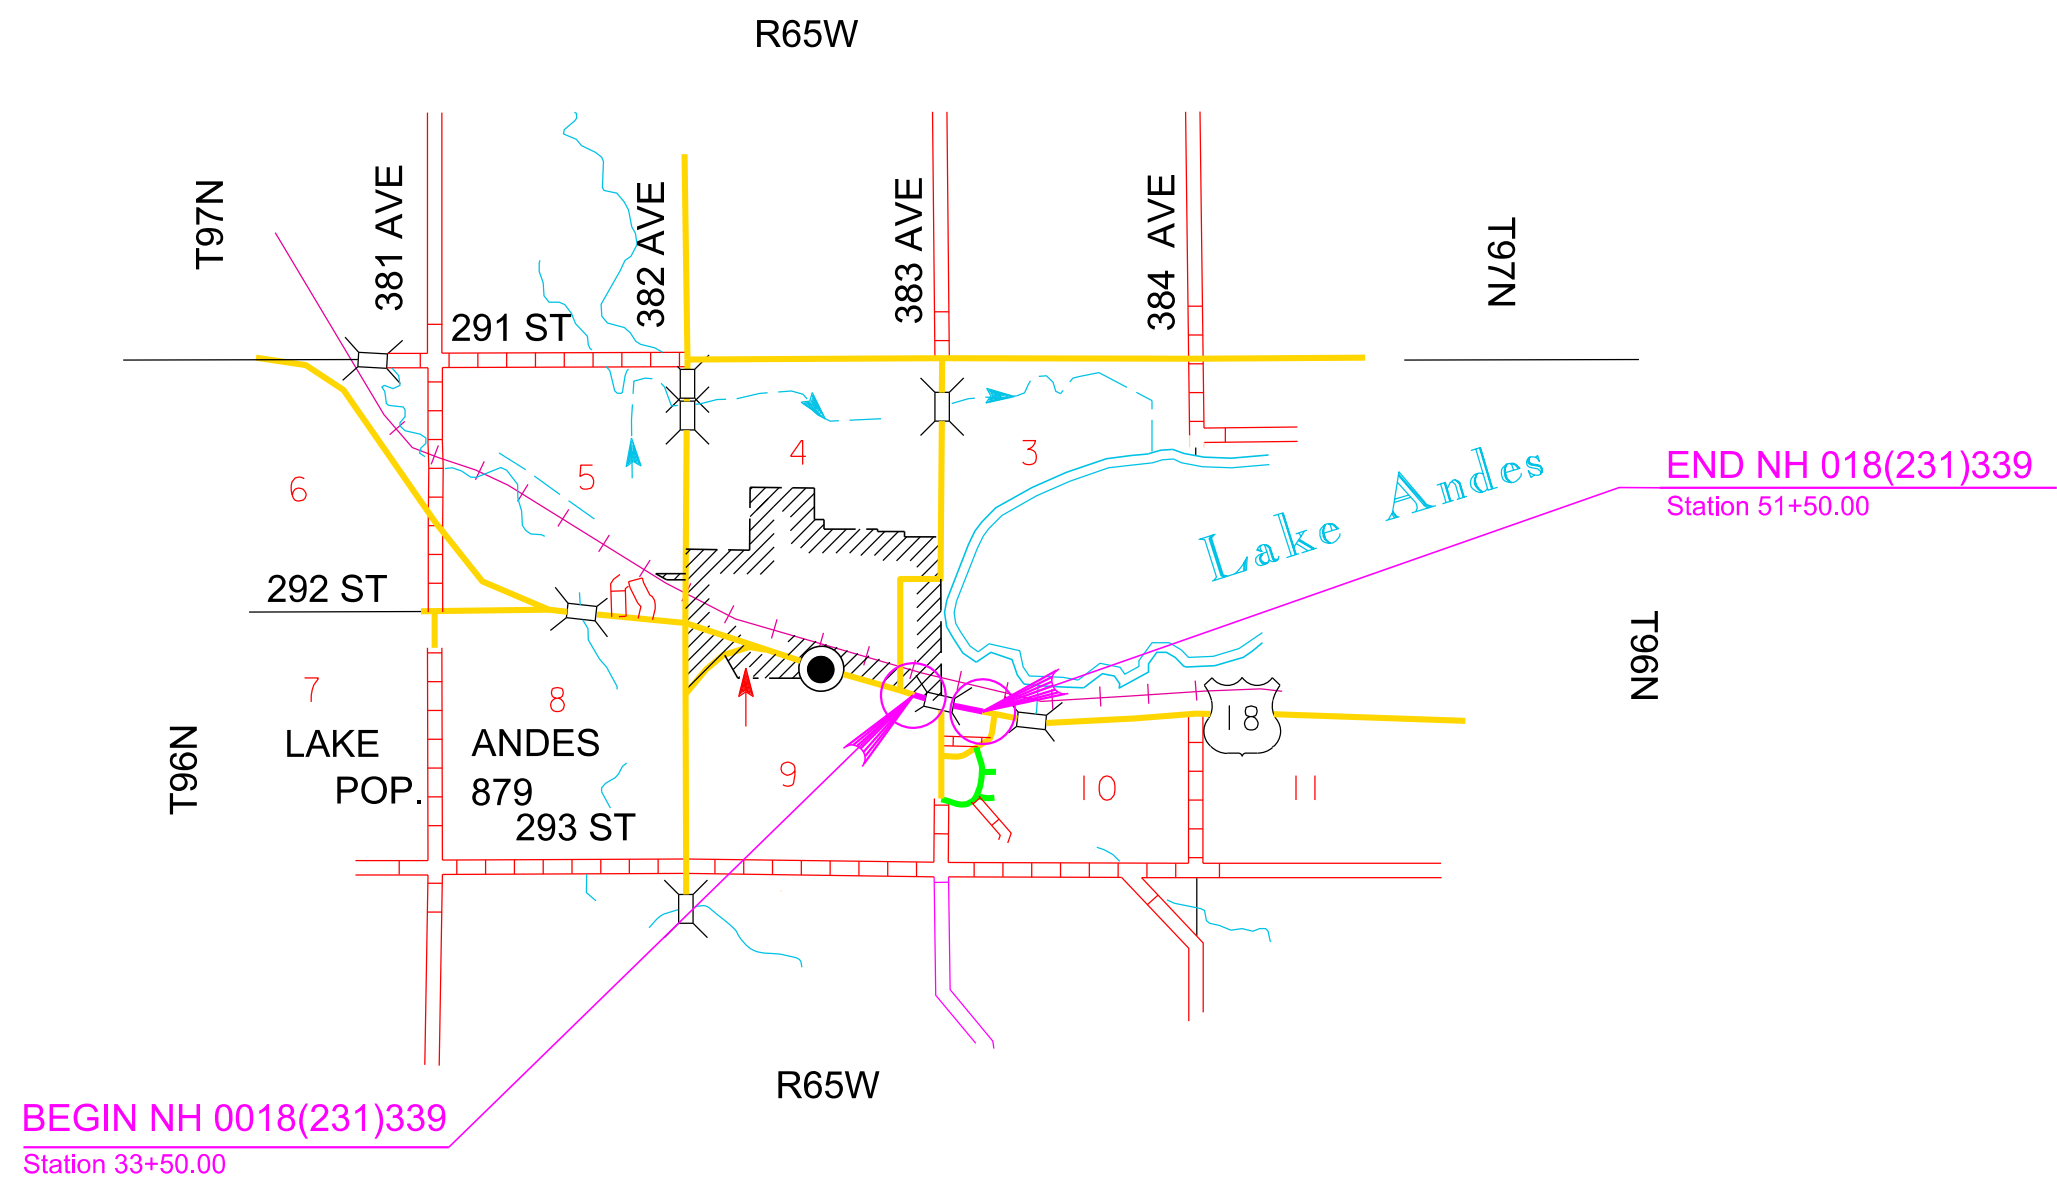 R65W
T97N
381 AVE
382 AVE
383 AVE
384 AVE
T97N
291 ST
4
3
5
6
Lake Andes
END NH 018(231)339
Station 51+50.00
292 ST
T96N
7
8
18
LAKE ANDES
POP. 879
T96N
9
10
11
293 ST
R65W
BEGIN NH 0018(231)339
Station 33+50.00